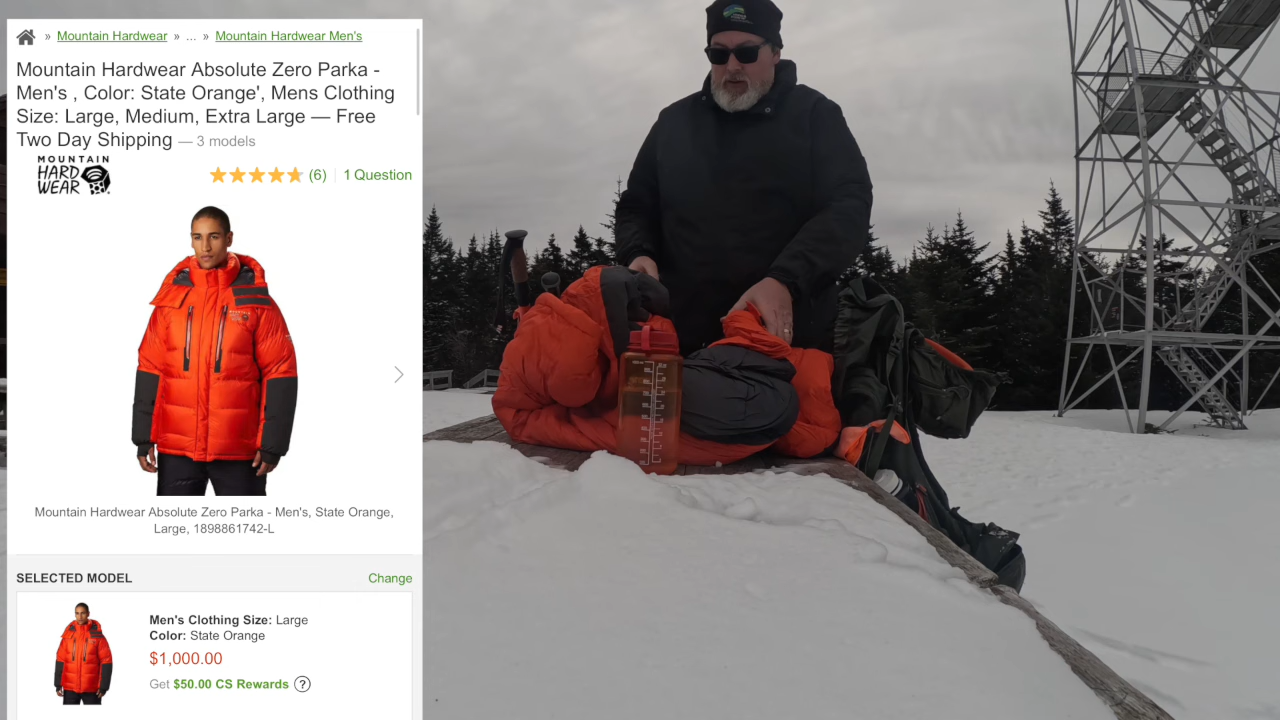 » Mountain Hardwear » ... » Mountain Hardwear Men's
Mountain Hardwear Absolute Zero Parka -
Men's , Color: State Orange', Mens Clothing
Size: Large, Medium, Extra Large — Free
Two Day Shipping — 3 models
MOUNTAIN
HARD
WEAR
(6) 1 Question
Mountain Hardwear Absolute Zero Parka - Men's, State Orange,
Large, 1898861742-L
SELECTED MODEL
Change
Men's Clothing Size: Large
Color: State Orange
$1,000.00
Get $50.00 CS Rewards ?